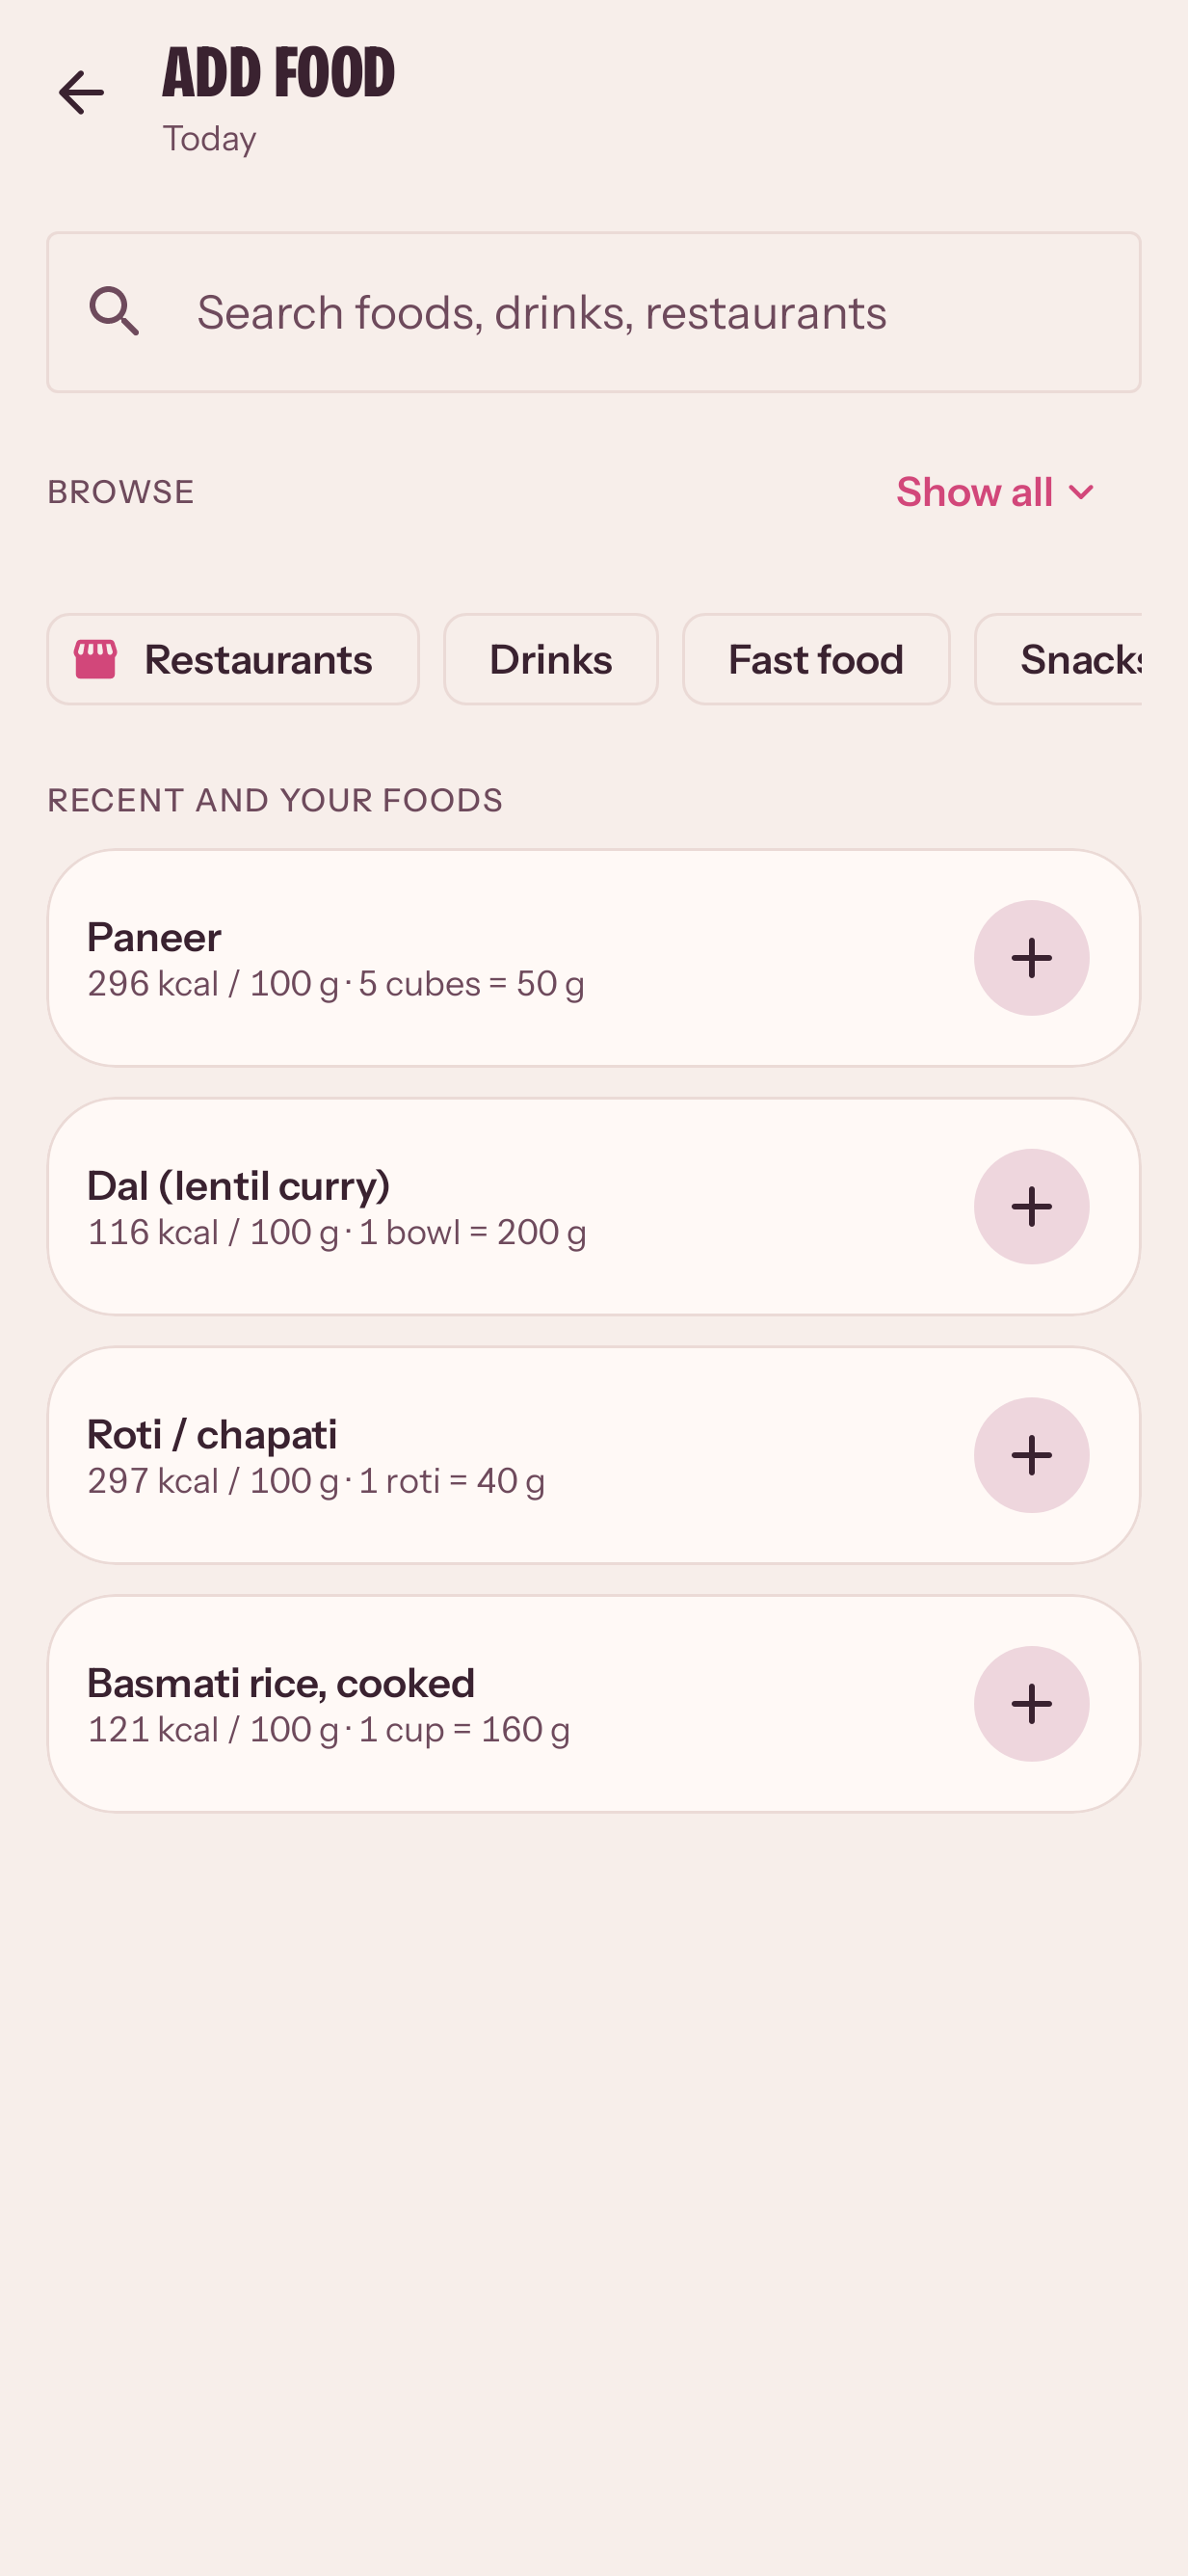 ADD FOOD
Today
Search foods, drinks, restaurants
BROWSE
Show all
Restaurants
Drinks
Fast food
Snacks
RECENT AND YOUR FOODS
Paneer
296 kcal / 100 g · 5 cubes = 50 g
Dal (lentil curry)
116 kcal / 100 g · 1 bowl = 200 g
Roti / chapati
297 kcal / 100 g · 1 roti = 40 g
Basmati rice, cooked
121 kcal / 100 g · 1 cup = 160 g